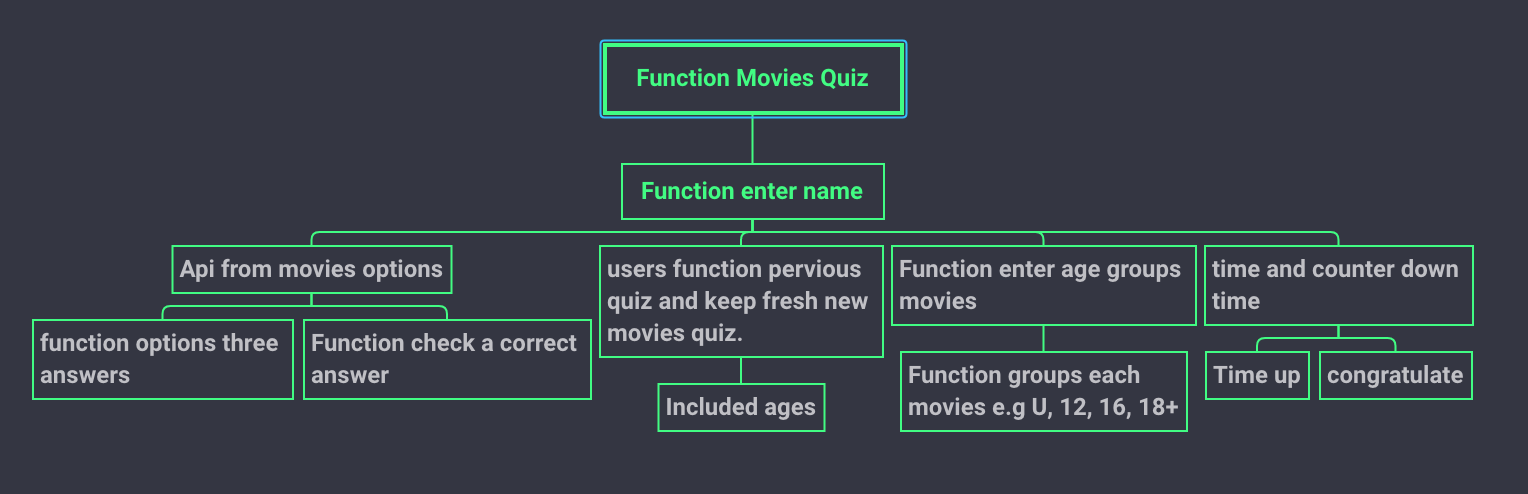 Function Movies Quiz
Function enter name
Api from movies options
function options three
answers
Function check a correct
answer
users function pervious
quiz and keep fresh new
movies quiz.
Included ages
Function enter age groups
movies
Function groups each
movies e.g U, 12, 16, 18+
time and counter down
time
Time up
congratulate